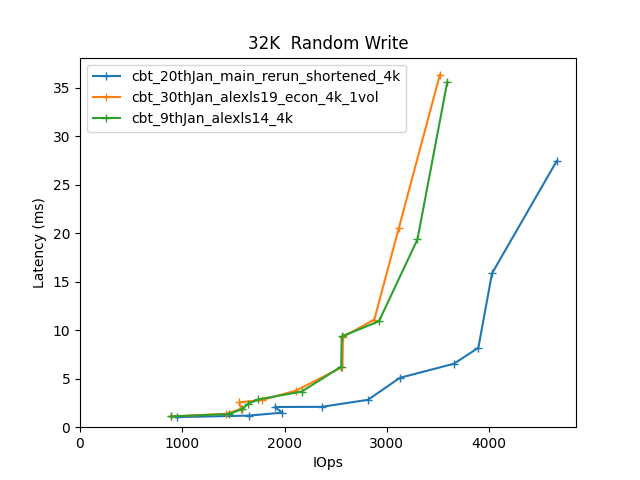 32K  Random Write
cbt_20thJan_main_rerun_shortened_4k
cbt_30thJan_alexls19_econ_4k_1vol
cbt_9thJan_alexls14_4k
Latency (ms)
35
30
25
20
15
10
5
0
0 1000 2000 3000 4000
IOps